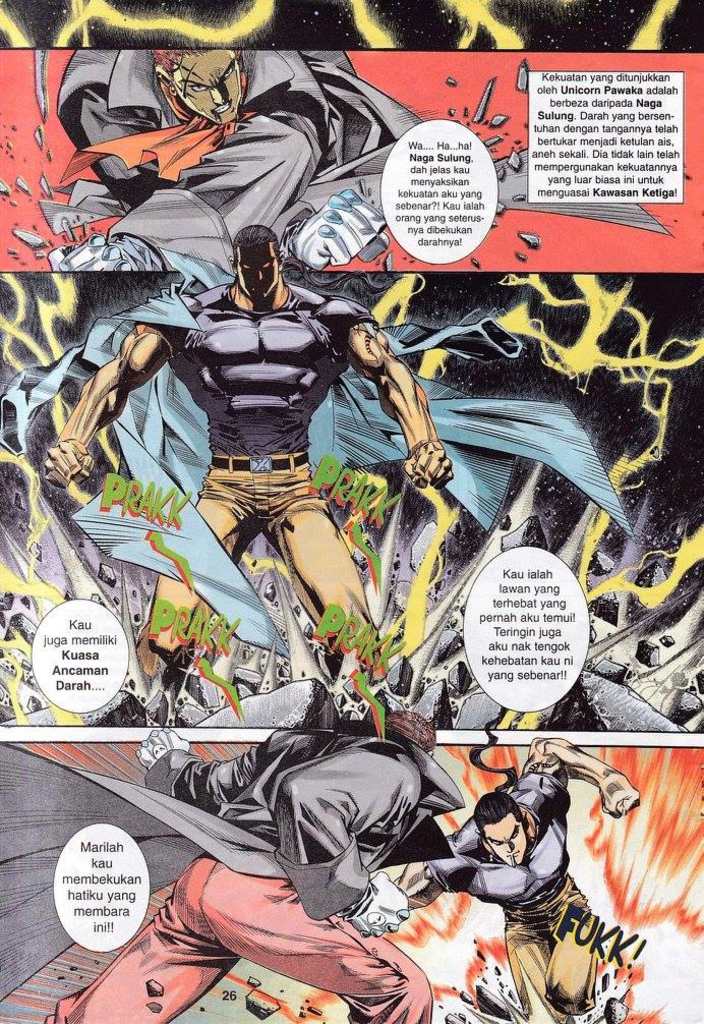 Kekuatan yang ditunjukkan
oleh Unicorn Pawaka adalah
berbeza daripada Naga
Sulung. Darah yang bersen-
tuhan dengan tangannya telah
bertukar menjadi ketulan ais,
aneh sekali. Dia tidak lain telah
mempergunakan kekuatannya
yang luar biasa ini untuk
menguasai Kawasan Ketiga!
Wa.... Ha...ha!
Naga Sulung,
dah jelas kau
menyaksikan
kekuatan aku yang
sebenar?! Kau ialah
orang yang seterus-
nya dibekukan
darahnya!
PRAKK
PRAKK
PRAKK
PRAKK
Kau
juga memiliki
Kuasa
Ancaman
Darah....
Kau ialah
lawan yang
terhebat yang
pernah aku temui!
Teringin juga
aku nak tengok
kehebatan kau ni
yang sebenar!!
Marilah
kau
membekukan
hatiku yang
membara
ini!!
FUKK!
26